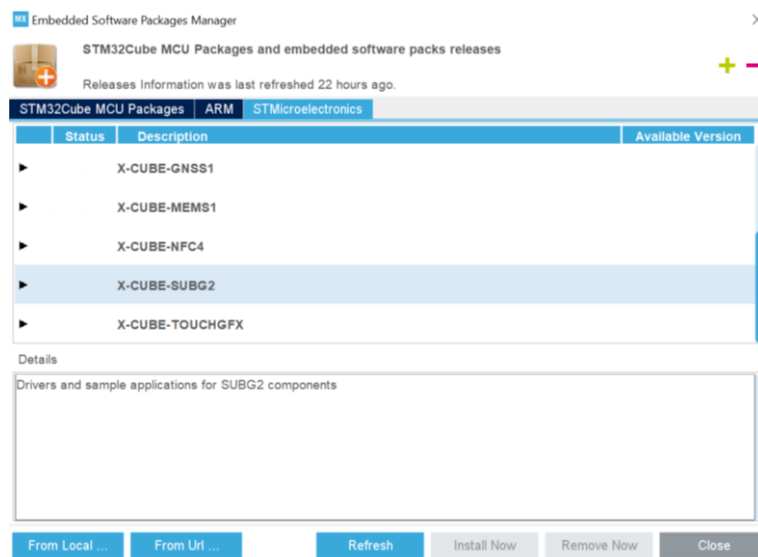 MX Embedded Software Packages Manager
STM32Cube MCU Packages and embedded software packs releases
Releases Information was last refreshed 22 hours ago.
STM32Cube MCU Packages ARM STMicroelectronics
Status Description Available Version
X-CUBE-GNSS1
X-CUBE-MEMS1
X-CUBE-NFC4
X-CUBE-SUBG2
X-CUBE-TOUCHGFX
Details
Drivers and sample applications for SUBG2 components
From Local ... From Url ... Refresh Install Now Remove Now Close